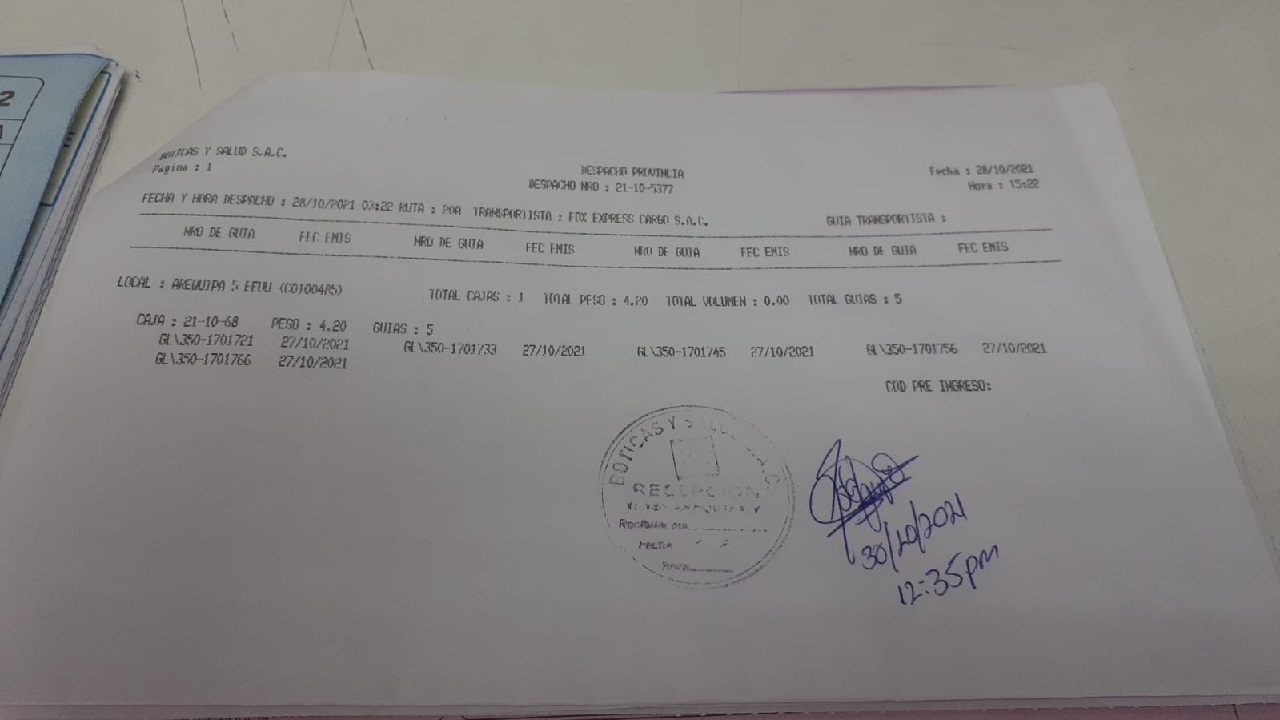 BOTICAS Y SALUD S.A.C.
Pagina : 1
DESPACHO PROVINCIA
DESPACHO NRO : 21-10-5377
Fecha : 28/10/2021
Hora : 15:22
FECHA Y HORA DESPACHO : 28/10/2021 03:22 RUTA : POA TRANSPORTISTA : FOX EXPRESS CARGO S.A.C. GUIA TRANSPORTISTA :
NRO DE GUIA FEC EMIS NRO DE GUIA FEC EMIS NRO DE GUIA FEC EMIS NRO DE GUIA FEC EMIS
LOCAL : AREQUIPA 5 EEUU (C0100485) TOTAL CAJAS : 1 TOTAL PESO : 4.20 TOTAL VOLUMEN : 0.00 TOTAL GUIAS : 5
CAJA : 21-10-68 PESO : 4.20 GUIAS : 5
GL\350-1701721 27/10/2021 GL\350-1701733 27/10/2021 GL\350-1701745 27/10/2021 GL\350-1701756 27/10/2021
GL\350-1701766 27/10/2021
COD PRE INGRESO:
BOTICAS Y SALUD S.A.C.
RECEPCION
30/10/2021
12:35pm